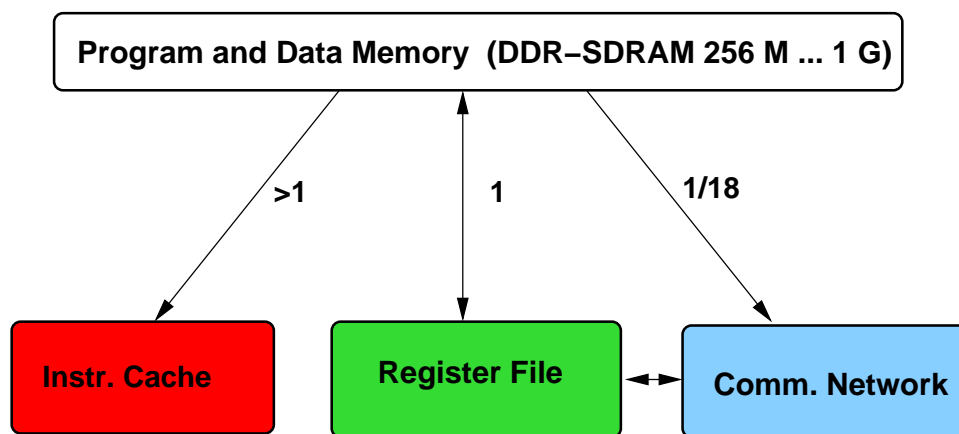 Program and Data Memory (DDR−SDRAM 256 M ... 1 G)
>1
1
1/18
Instr. Cache
Register File
Comm. Network